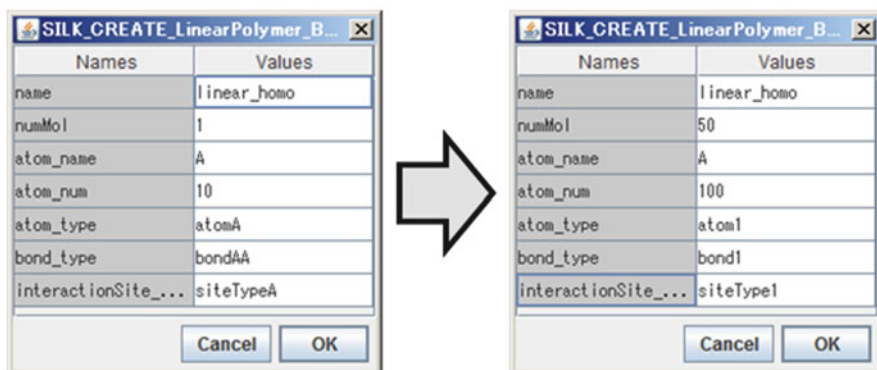 SILK_CREATE_LinearPolymer_B...
Names Values
name linear_homo
numMol 1
atom_name A
atom_num 10
atom_type atomA
bond_type bondAA
interactionSite_... siteTypeA
Cancel OK
SILK_CREATE_LinearPolymer_B...
Names Values
name linear_homo
numMol 50
atom_name A
atom_num 100
atom_type atom1
bond_type bond1
interactionSite_... siteType1
Cancel OK